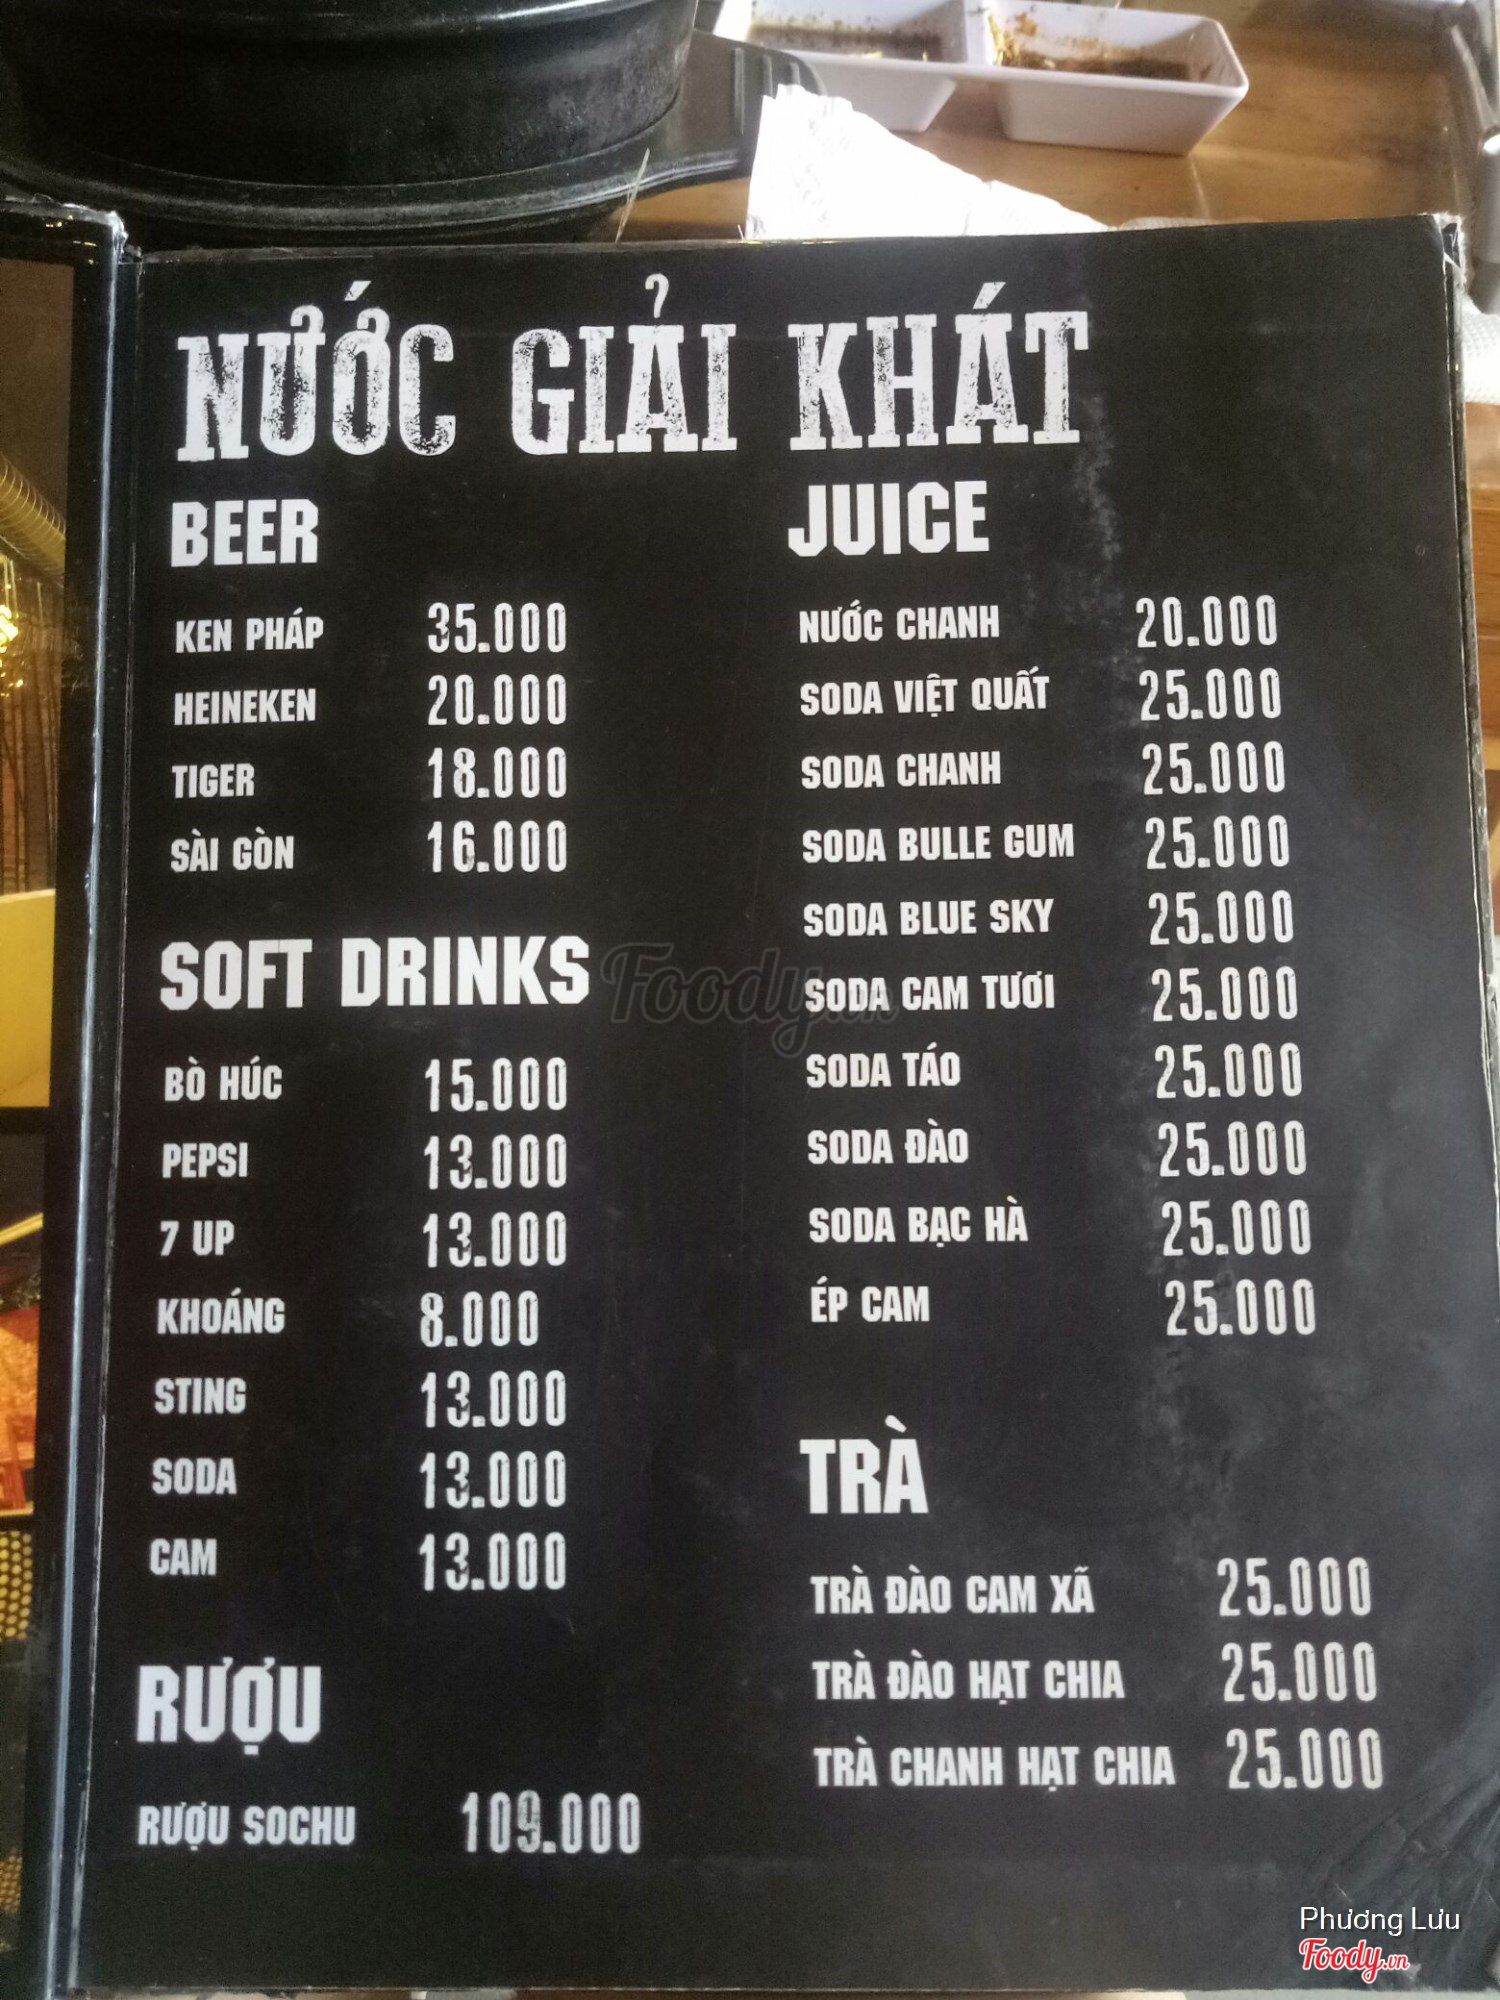 NƯỚC GIẢI KHÁT
BEER
KEN PHÁP 35.000
HEINEKEN 20.000
TIGER 18.000
SÀI GÒN 16.000
SOFT DRINKS
BÒ HÚC 15.000
PEPSI 13.000
7 UP 13.000
KHOÁNG 8.000
STING 13.000
SODA 13.000
CAM 13.000
RƯỢU
RƯỢU SOCHU 109.000
JUICE
NƯỚC CHANH 20.000
SODA VIỆT QUẤT 25.000
SODA CHANH 25.000
SODA BULLE GUM 25.000
SODA BLUE SKY 25.000
SODA CAM TƯƠI 25.000
SODA TÁO 25.000
SODA ĐÀO 25.000
SODA BẠC HÀ 25.000
ÉP CAM 25.000
TRÀ
TRÀ ĐÀO CAM XÃ 25.000
TRÀ ĐÀO HẠT CHIA 25.000
TRÀ CHANH HẠT CHIA 25.000
Foody.vn
Phương Lưu
Foody.vn